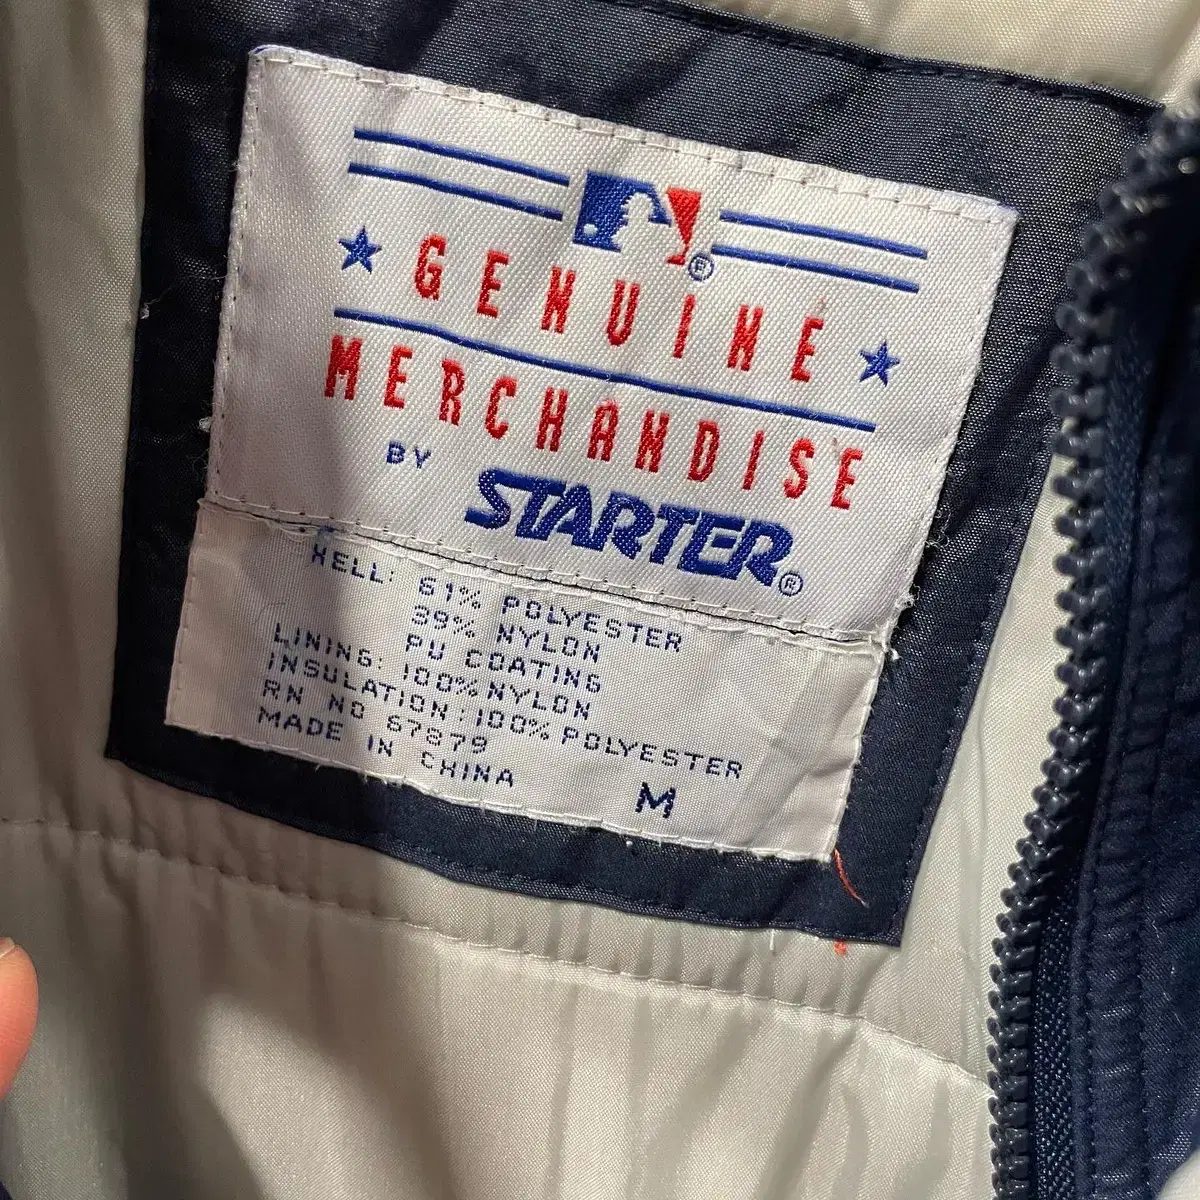 GENUINE
MERCHANDISE
BY STARTER®
HELL: 61% POLYESTER
39% NYLON
PU COATING
LINING: 100% NYLON
INSULATION: 100% POLYESTER
RN NO 67879
MADE IN CHINA
M